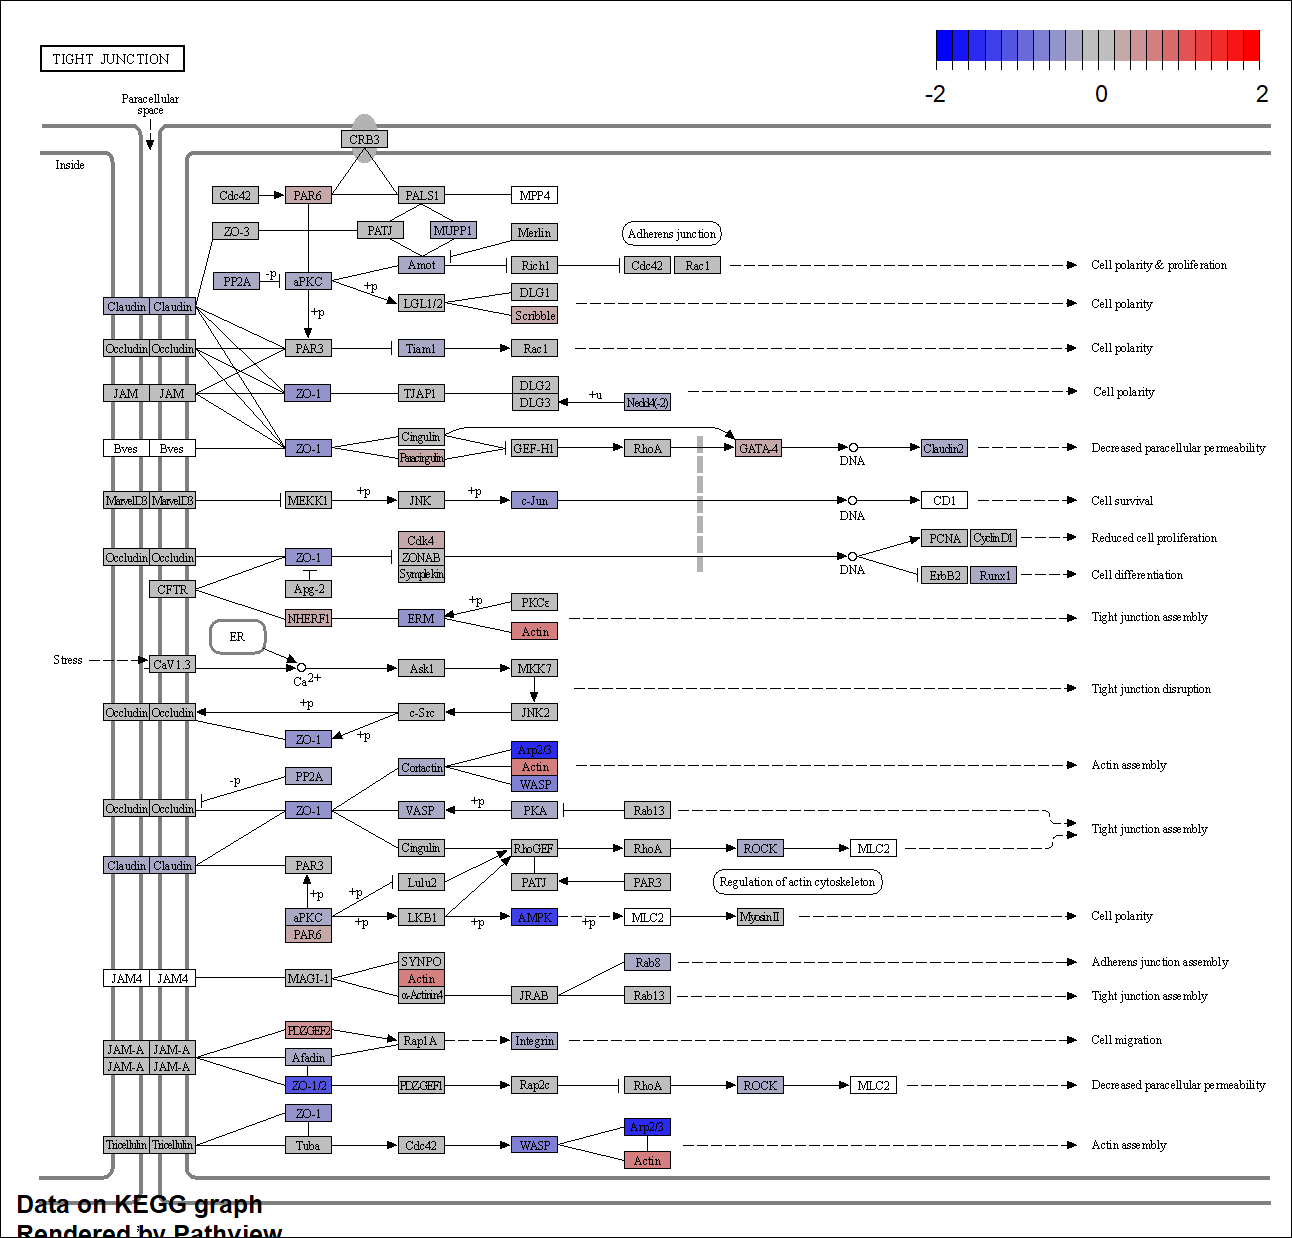 TIGHT JUNCTION
-2 0 2
Paracellular
space
CRB3
Inside
Cdc42 PAR6 PALS1 MPP4
ZO-3 PATJ MUPP1 Merlin Adherens junction
PP2A -p aPKC Amot Rich1 Cdc42 Rac1 Cell polarity & proliferation
+p
+p
Claudin Claudin LGL1/2 DLG1 Cell polarity
Scribble
Occludin Occludin PAR3 Tiam1 Rac1 Cell polarity
JAM JAM ZO-1 TJAP1 DLG2 Cell polarity
DLG3 +u Nedd4(-2)
Bves Bves ZO-1 Cingulin GEF-H1 RhoA GATA-4 DNA Claudin2 Decreased paracellular permeability
Paracingulin
MarvelD3 MarvelD3 MEKK1 +p JNK +p c-Jun DNA CD1 Cell survival
Occludin Occludin ZO-1 Cdk4 PCNA CyclinD1 Reduced cell proliferation
ZONAB DNA
Symplekin ErbB2 Runx1 Cell differentiation
CFTR Apg-2
NHERF1 ERM +p PKCε Tight junction assembly
Actin
ER
Stress CaV1.3 Ca2+ Ask1 MKK7
Tight junction disruption
Occludin Occludin +p c-Src JNK2
ZO-1 +p
Arp2/3
PP2A -p Cortactin Actin Actin assembly
WASP
Occludin Occludin ZO-1 VASP +p PKA Rab13
Tight junction assembly
Cingulin RhoGEF RhoA ROCK MLC2
Claudin Claudin PAR3
Lulu2 PATJ PAR3 Regulation of actin cytoskeleton
+p +p
aPKC +p LKB1 +p AMPK +p MLC2 MyosinII Cell polarity
PAR6
SYNPO Rab8 Adherens junction assembly
JAM4 JAM4 MAGI-1 Actin
α-Actinin4 JRAB Rab13 Tight junction assembly
PDZGEF2
JAM-A JAM-A Rap1A Integrin Cell migration
JAM-A JAM-A Afadin
ZO-1/2 PDZGEF1 Rap2c RhoA ROCK MLC2 Decreased paracellular permeability
ZO-1
Arp2/3
Tricellulin Tricellulin Tuba Cdc42 WASP Actin assembly
Actin
Data on KEGG graph
Rendered by Pathview